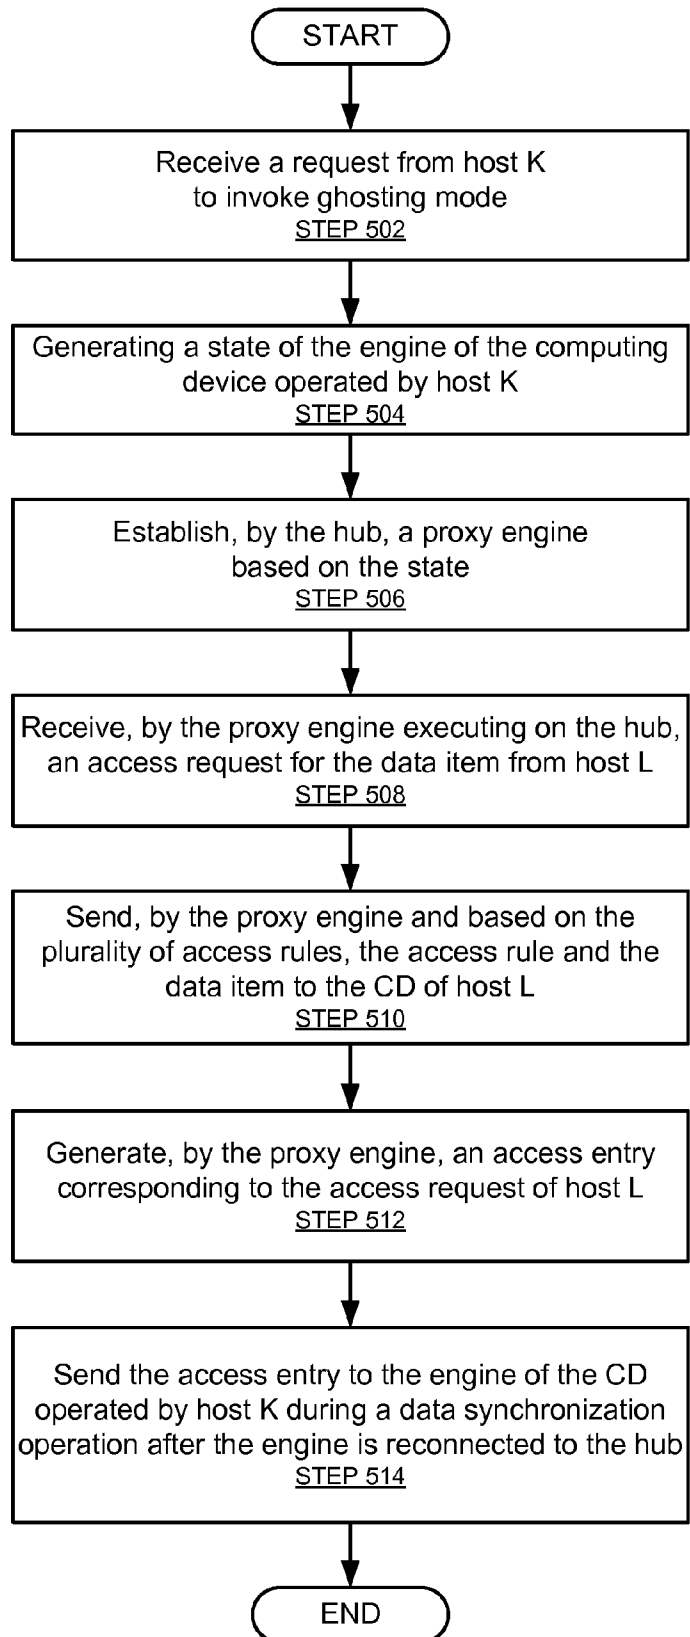 START
Receive a request from host K
to invoke ghosting mode
STEP 502
Generating a state of the engine of the computing
device operated by host K
STEP 504
Establish, by the hub, a proxy engine
based on the state
STEP 506
Receive, by the proxy engine executing on the hub,
an access request for the data item from host L
STEP 508
Send, by the proxy engine and based on the
plurality of access rules, the access rule and the
data item to the CD of host L
STEP 510
Generate, by the proxy engine, an access entry
corresponding to the access request of host L
STEP 512
Send the access entry to the engine of the CD
operated by host K during a data synchronization
operation after the engine is reconnected to the hub
STEP 514
END